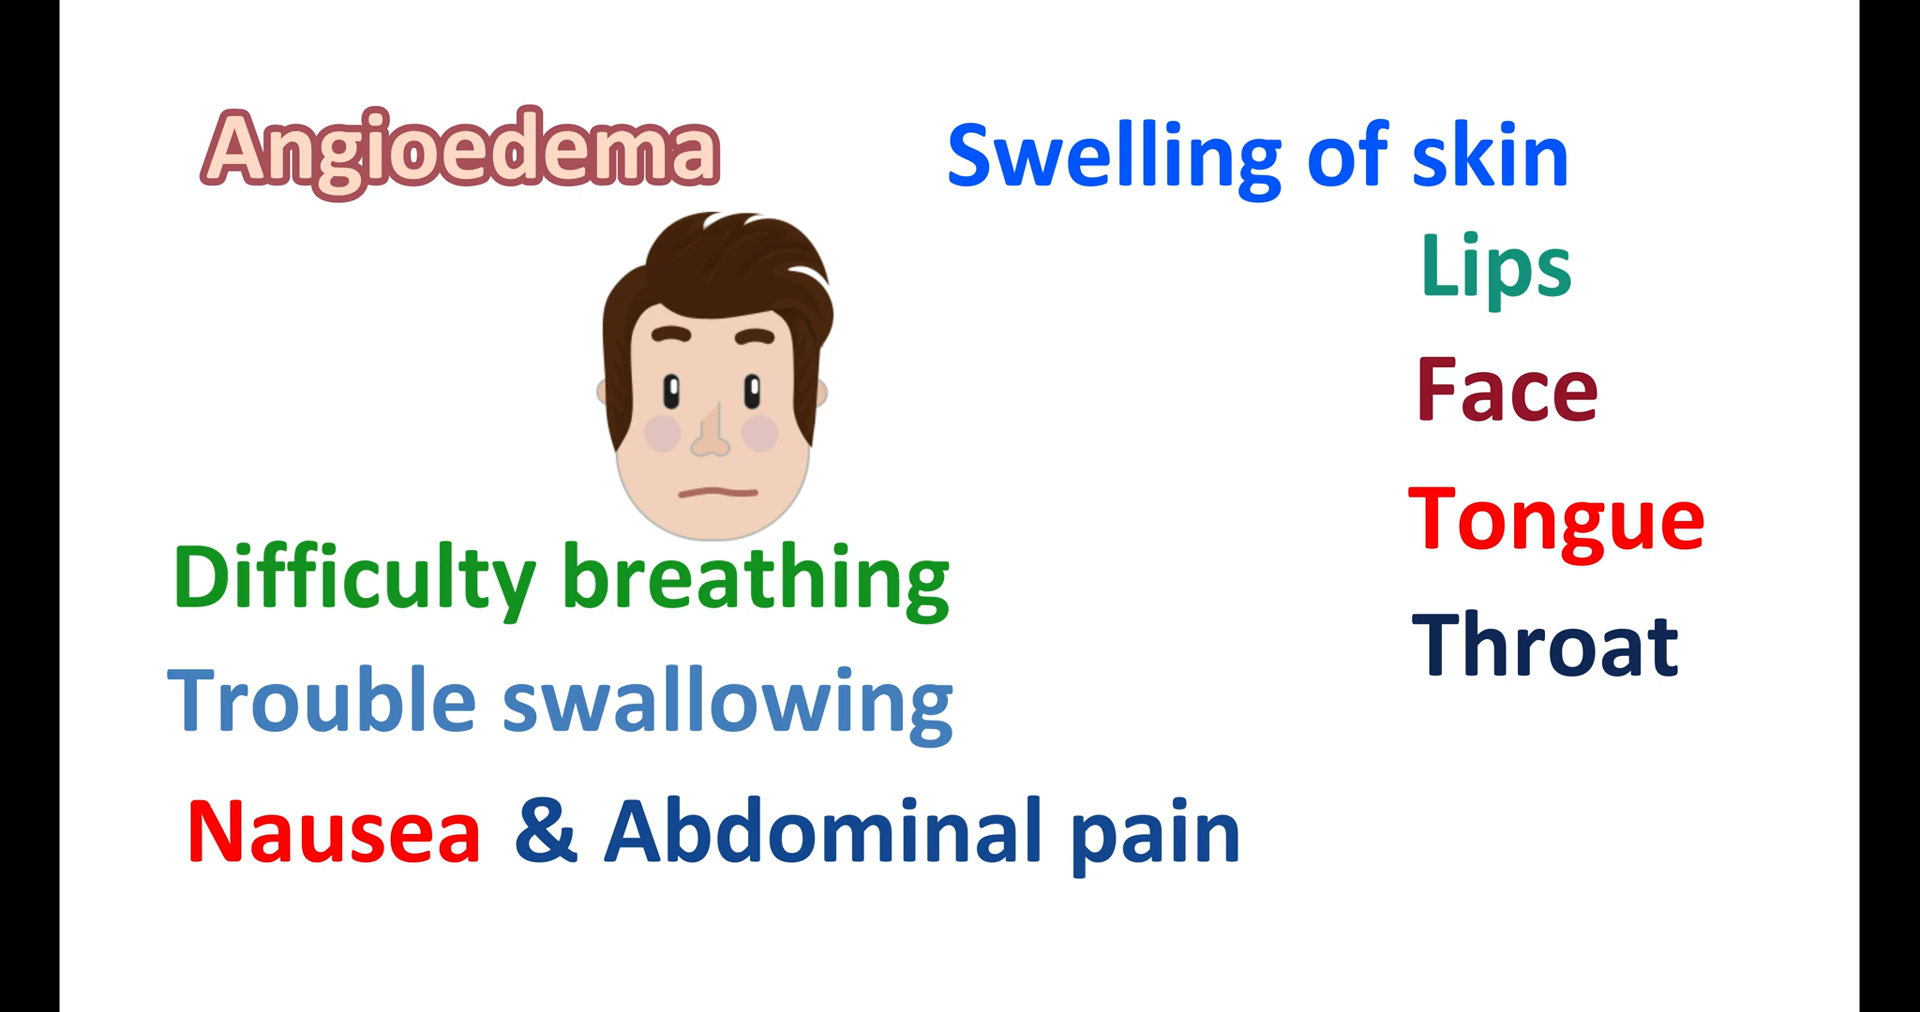 Angioedema
Swelling of skin
Lips
Face
Tongue
Throat
Difficulty breathing
Trouble swallowing
Nausea & Abdominal pain